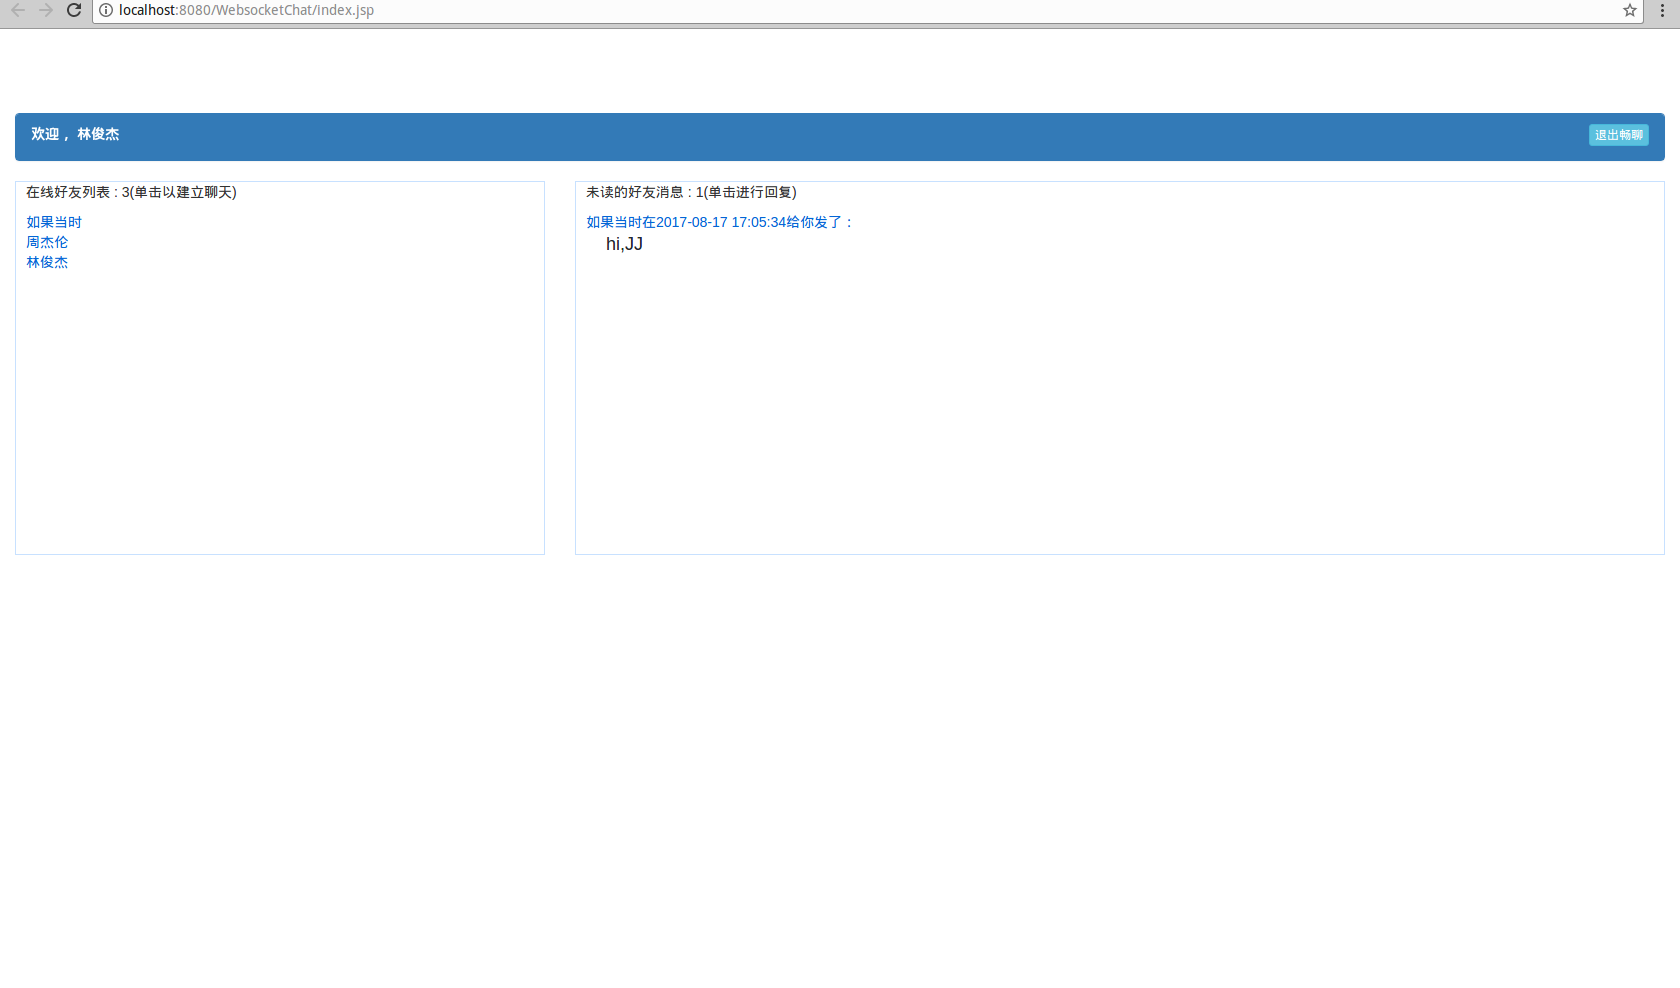 localhost:8080/WebsocketChat/index.jsp
欢迎， 林俊杰
退出畅聊
在线好友列表 : 3(单击以建立聊天)
如果当时
周杰伦
林俊杰
未读的好友消息 : 1(单击进行回复)
如果当时在2017-08-17 17:05:34给你发了：
hi,JJ